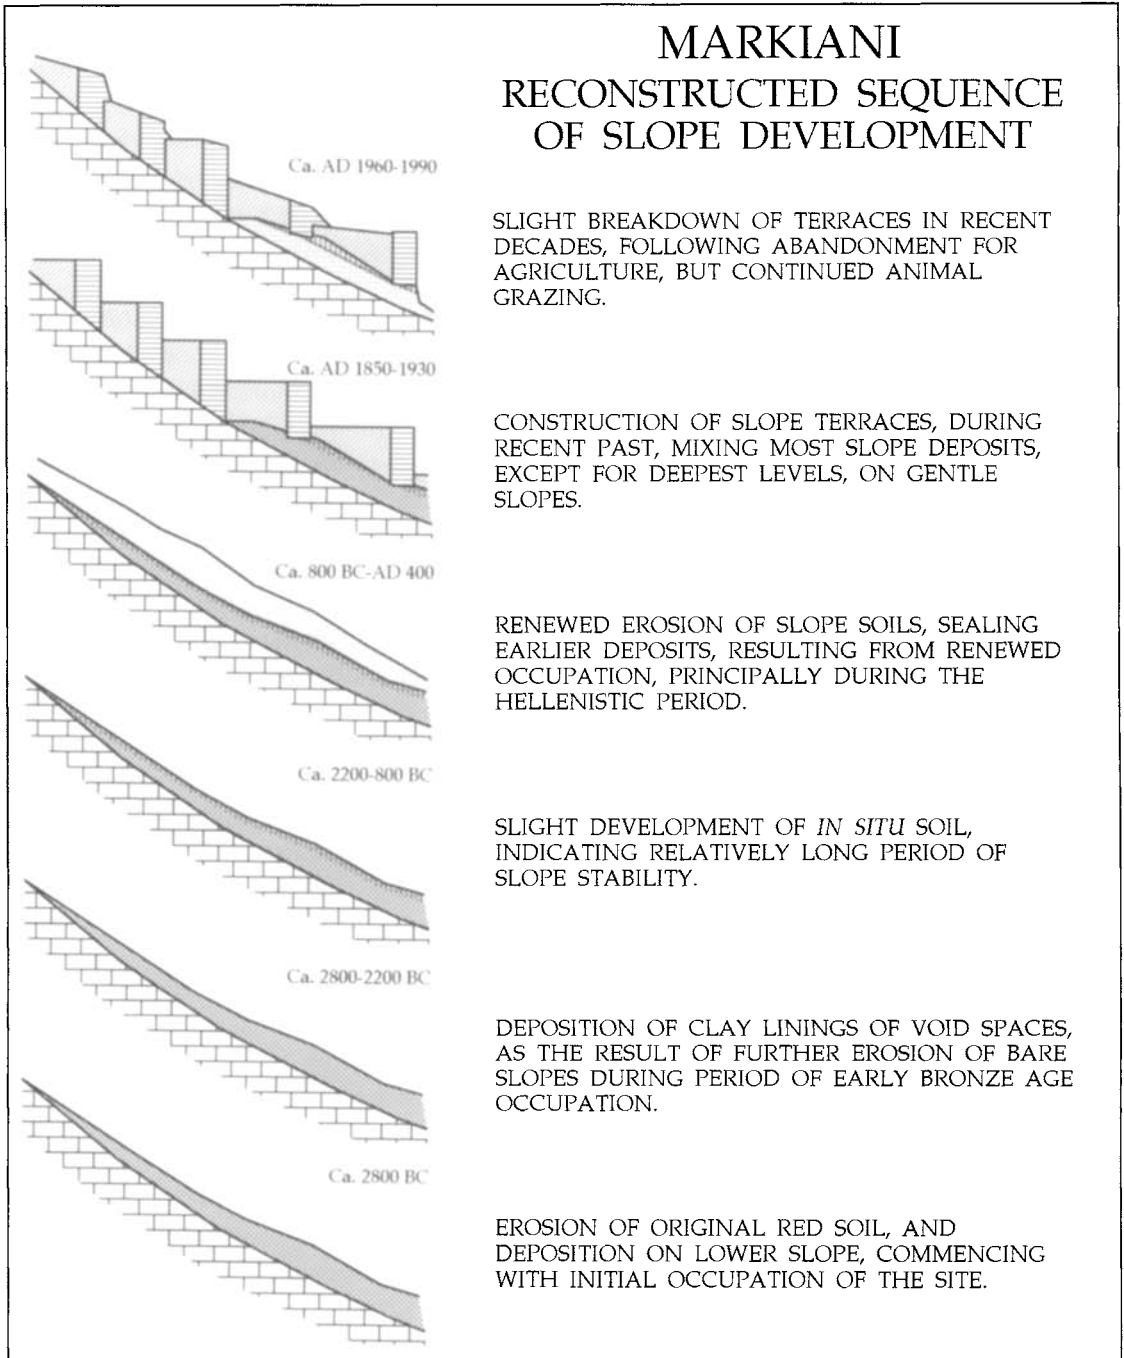 MARKIANI
RECONSTRUCTED SEQUENCE
OF SLOPE DEVELOPMENT
Ca. AD 1960-1990
SLIGHT BREAKDOWN OF TERRACES IN RECENT
DECADES, FOLLOWING ABANDONMENT FOR
AGRICULTURE, BUT CONTINUED ANIMAL
GRAZING.
Ca. AD 1850-1930
CONSTRUCTION OF SLOPE TERRACES, DURING
RECENT PAST, MIXING MOST SLOPE DEPOSITS,
EXCEPT FOR DEEPEST LEVELS, ON GENTLE
SLOPES.
Ca. 800 BC-AD 400
RENEWED EROSION OF SLOPE SOILS, SEALING
EARLIER DEPOSITS, RESULTING FROM RENEWED
OCCUPATION, PRINCIPALLY DURING THE
HELLENISTIC PERIOD.
Ca. 2200-800 BC
SLIGHT DEVELOPMENT OF IN SITU SOIL,
INDICATING RELATIVELY LONG PERIOD OF
SLOPE STABILITY.
Ca. 2800-2200 BC
DEPOSITION OF CLAY LININGS OF VOID SPACES,
AS THE RESULT OF FURTHER EROSION OF BARE
SLOPES DURING PERIOD OF EARLY BRONZE AGE
OCCUPATION.
Ca. 2800 BC
EROSION OF ORIGINAL RED SOIL, AND
DEPOSITION ON LOWER SLOPE, COMMENCING
WITH INITIAL OCCUPATION OF THE SITE.